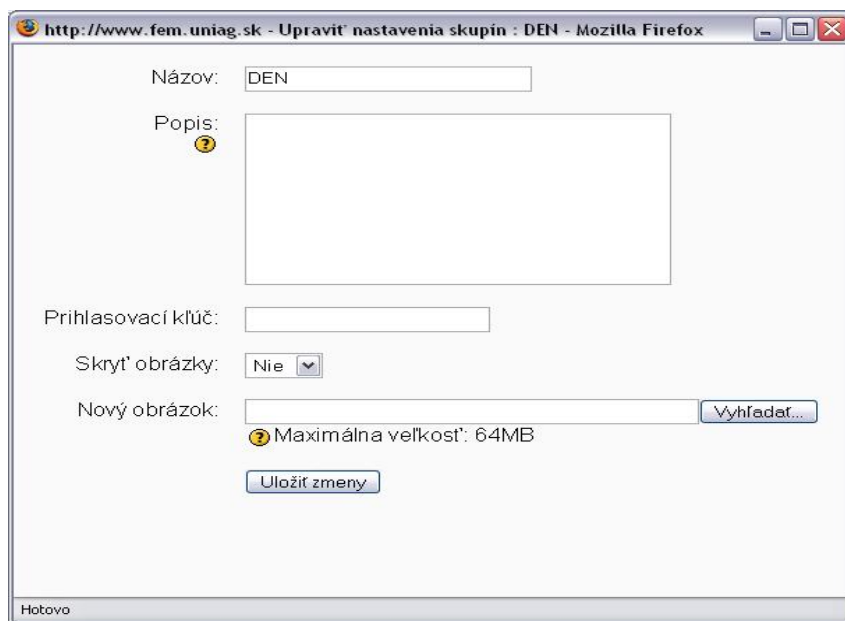 http://www.fem.uniag.sk - Upraviť nastavenia skupín : DEN - Mozilla Firefox
Názov: DEN
Popis:
?
Prihlasovací kľúč:
Skryť obrázky: Nie
Nový obrázok: Vyhľadať...
? Maximálna veľkosť: 64MB
Uložiť zmeny
Hotovo